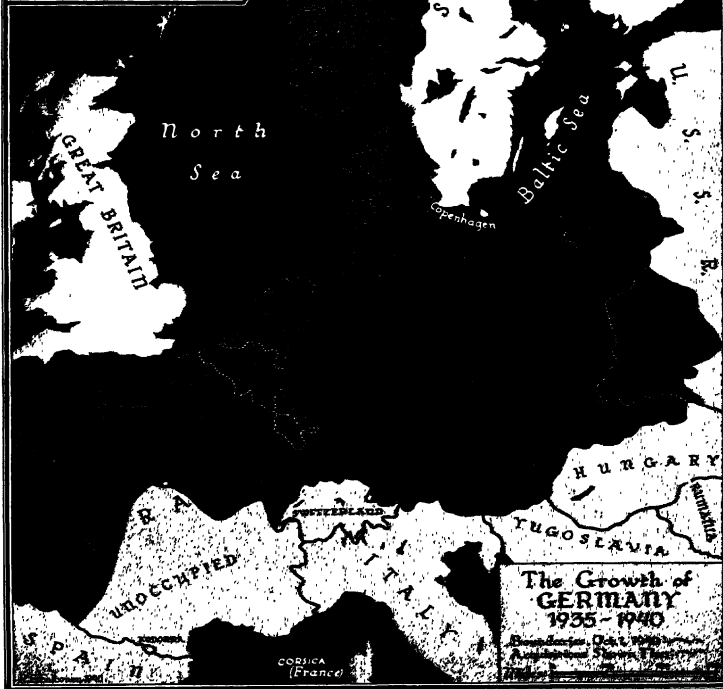 North
Sea
GREAT BRITAIN
Baltic Sea
Copenhagen
U. S. S. R.
HUNGARY
YUGOSLAVIA
SWITZERLAND
ITALY
UNOCCUPIED
SPAIN
ANDORRA
CORSICA
(France)
The Growth of
GERMANY
1935-1940